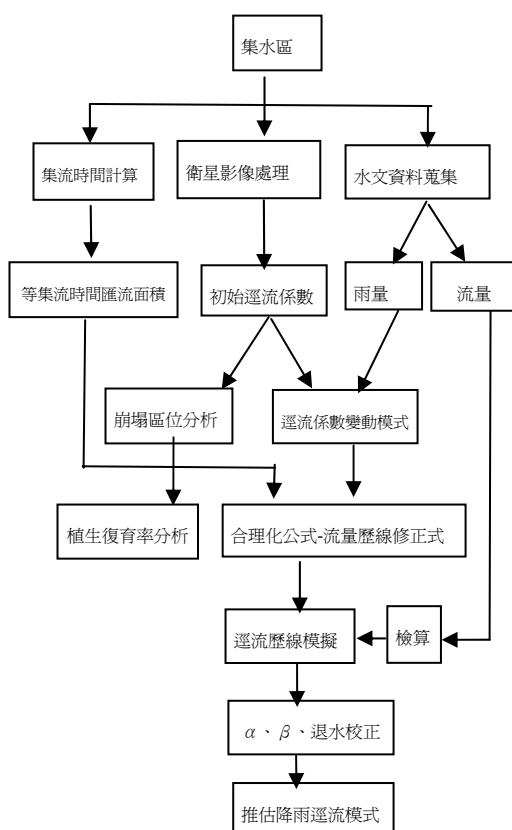 集水區
集流時間計算
衛星影像處理
水文資料蒐集
等集流時間匯流面積
初始逕流係數
雨量
流量
崩塌區位分析
逕流係數變動模式
植生復育率分析
合理化公式-流量歷線修正式
逕流歷線模擬
檢算
α、β、退水校正
推估降雨逕流模式